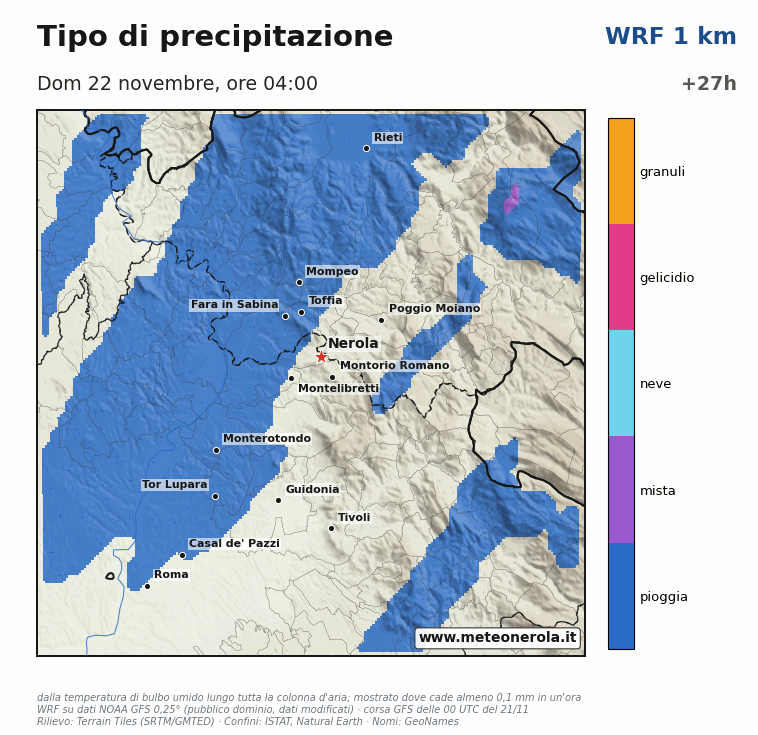 Tipo di precipitazione
WRF 1 km
Dom 22 novembre, ore 04:00
+27h
Rieti
Mompeo
Fara in Sabina
Toffia
Poggio Moiano
Nerola
Montorio Romano
Montelibretti
Monterotondo
Tor Lupara
Guidonia
Tivoli
Casal de' Pazzi
Roma
www.meteonerola.it
granuli
gelicidio
neve
mista
pioggia
dalla temperatura di bulbo umido lungo tutta la colonna d'aria; mostrato dove cade almeno 0,1 mm in un'ora
WRF su dati NOAA GFS 0,25° (pubblico dominio, dati modificati) · corsa GFS delle 00 UTC del 21/11
Rilievo: Terrain Tiles (SRTM/GMTED) · Confini: ISTAT, Natural Earth · Nomi: GeoNames